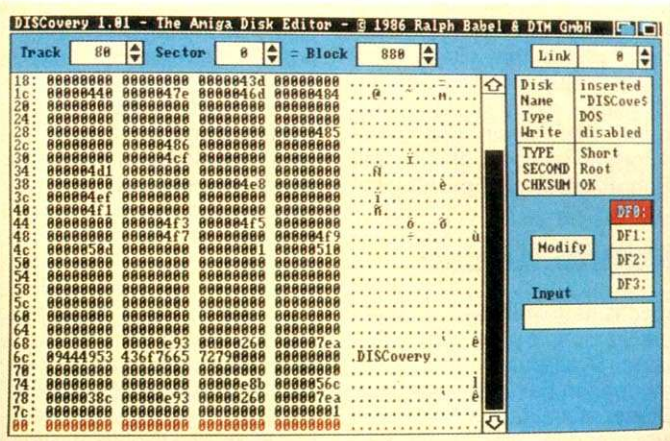 DISCovery 1.01 - The Amiga Disk Editor - © 1986 Ralph Babel & DTM GmbH
Track 80 Sector 0 = Block 880 Link 0
18: 00000000 00000000 0000043d 00000000
1c: 00000440 0000047e 0000046d 00000484
20: 00000000 00000000 00000000 00000000
24: 00000000 00000000 00000000 00000000
28: 00000000 00000000 00000000 00000485
2c: 00000000 00000486 00000000 00000000
30: 00000000 000004cf 00000000 00000000
34: 000004d1 00000000 00000000 00000000
38: 00000000 00000000 000004e8 00000000
3c: 000004ef 00000000 00000000 00000000
40: 000004f1 00000000 00000000 00000000
44: 00000000 000004f3 000004f5 00000000
48: 00000000 000004f7 00000000 000004f9
4c: 0000050d 00000000 00000001 00000510
50: 00000000 00000000 00000000 00000000
54: 00000000 00000000 00000000 00000000
58: 00000000 00000000 00000000 00000000
5c: 00000000 00000000 00000000 00000000
60: 00000000 00000000 00000000 00000000
64: 00000000 00000000 00000000 00000000
68: 00000000 00000e93 00000260 000007ea
6c: 09444953 436f7665 72790000 00000000 .DISCovery......
70: 00000000 00000000 00000000 00000000
74: 00000000 00000000 00000e8b 0000056c
78: 0000038c 00000e93 00000260 000007ea
7c: 00000000 00000000 00000000 00000001
00: 00000000 00000000 00000000 00000000
Disk inserted
Name "DISCove$
Type DOS
Write disabled
TYPE Short
SECOND Root
CHKSUM OK
DF0:
DF1:
Modify
DF2:
DF3:
Input